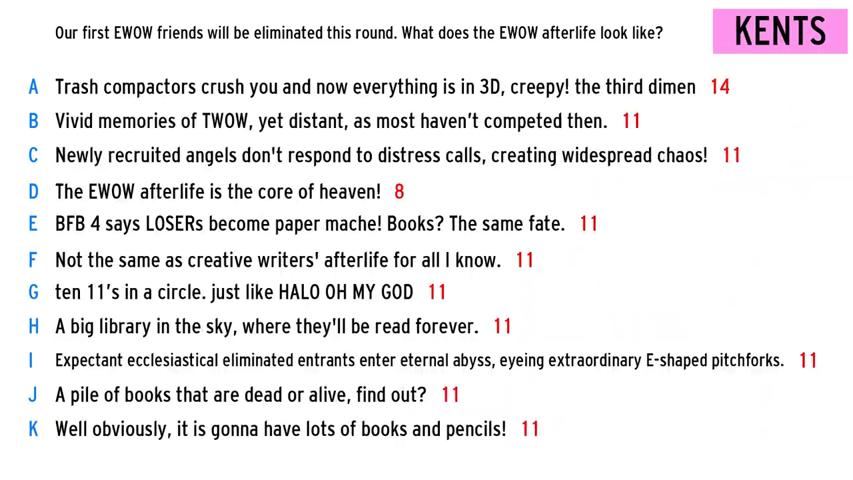 Our first EWOW friends will be eliminated this round. What does the EWOW afterlife look like?
KENTS
A Trash compactors crush you and now everything is in 3D, creepy! the third dimen 14
B Vivid memories of TWOW, yet distant, as most haven't competed then. 11
C Newly recruited angels don't respond to distress calls, creating widespread chaos! 11
D The EWOW afterlife is the core of heaven! 8
E BFB 4 says LOSERs become paper mache! Books? The same fate. 11
F Not the same as creative writers' afterlife for all I know. 11
G ten 11's in a circle. just like HALO OH MY GOD 11
H A big library in the sky, where they'll be read forever. 11
I Expectant ecclesiastical eliminated entrants enter eternal abyss, eyeing extraordinary E-shaped pitchforks. 11
J A pile of books that are dead or alive, find out? 11
K Well obviously, it is gonna have lots of books and pencils! 11